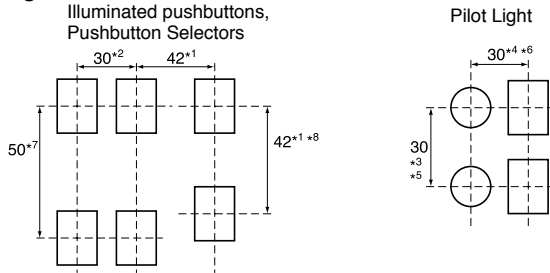 Illuminated pushbuttons,
Pushbutton Selectors
30*2
42*1
50*7
42*1 *8
Pilot Light
30*4 *6
30
*3
*5